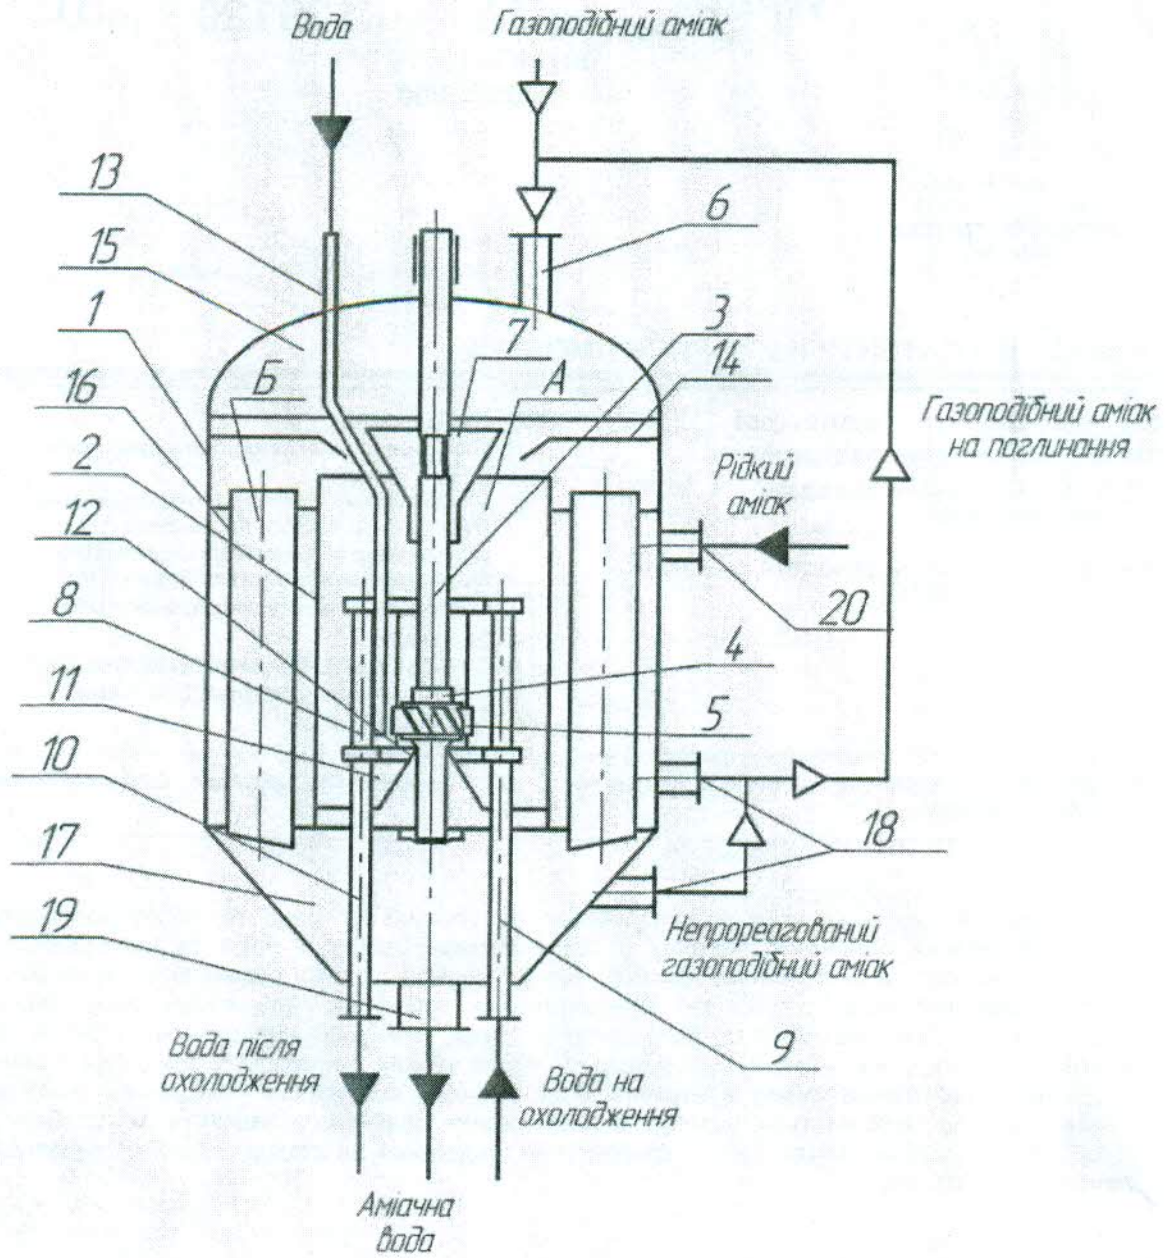 Вода
Газоподібний аміак
13
6
15
3
1
7
14
Б
А
16
Газоподібний аміак
на поглинання
2
Рідкий
аміак
12
8
20
4
11
5
10
18
17
19
Непрореагований
газоподібний аміак
9
Вода після
охолодження
Вода на
охолодження
Аміачна
вода